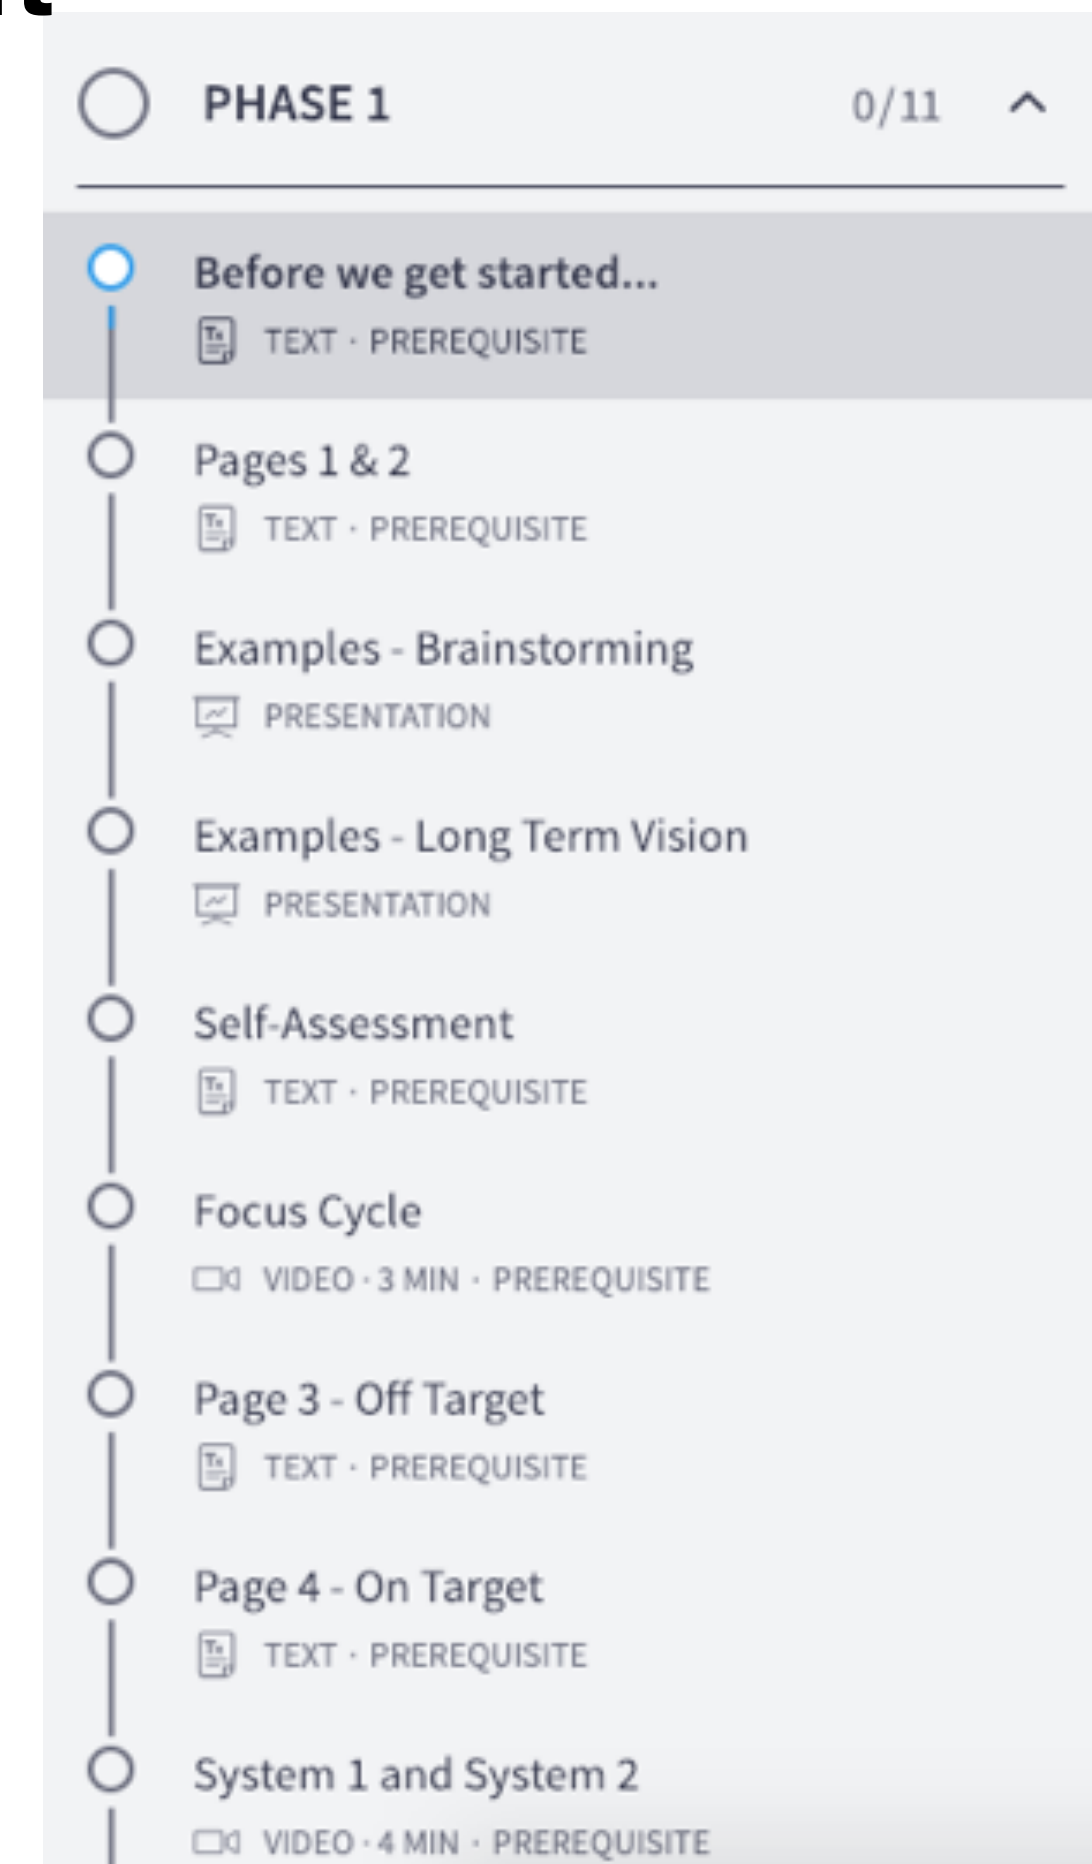 PHASE 1 0/11
Before we get started...
TEXT · PREREQUISITE
Pages 1 & 2
TEXT · PREREQUISITE
Examples - Brainstorming
PRESENTATION
Examples - Long Term Vision
PRESENTATION
Self-Assessment
TEXT · PREREQUISITE
Focus Cycle
VIDEO · 3 MIN · PREREQUISITE
Page 3 - Off Target
TEXT · PREREQUISITE
Page 4 - On Target
TEXT · PREREQUISITE
System 1 and System 2
VIDEO · 4 MIN · PREREQUISITE